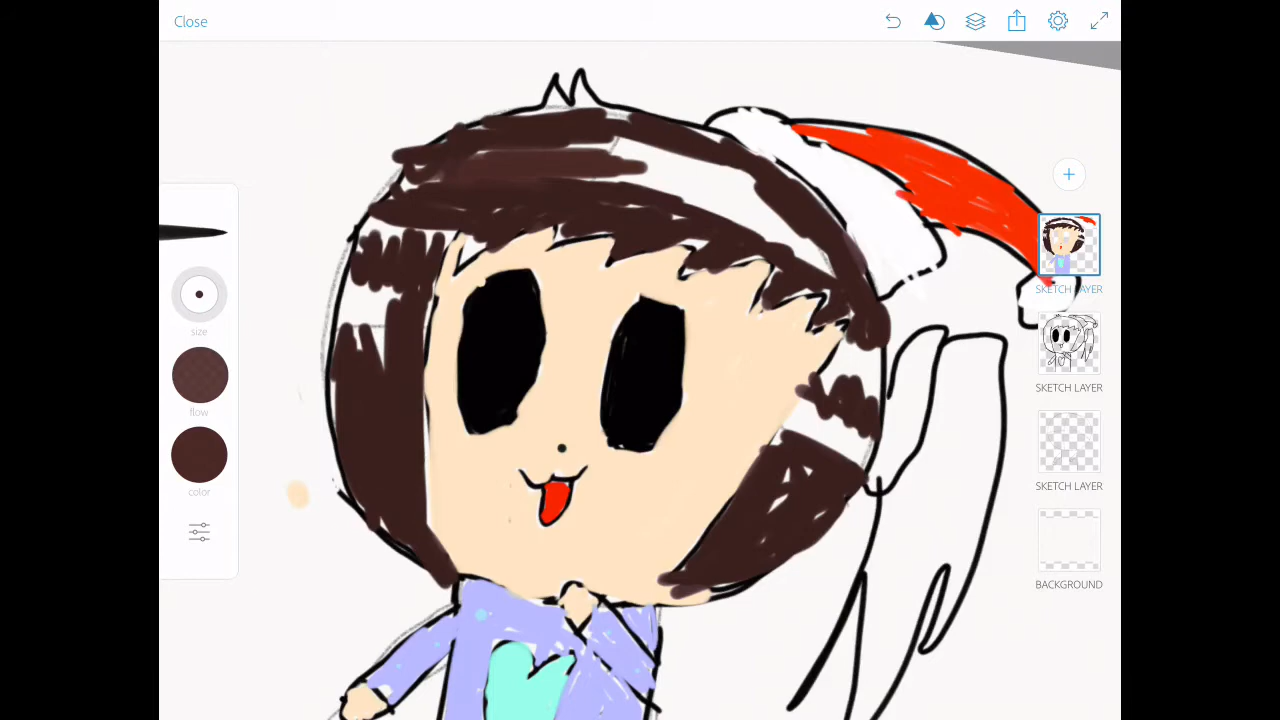 Close
size
flow
color
SKETCH LAYER
SKETCH LAYER
SKETCH LAYER
BACKGROUND